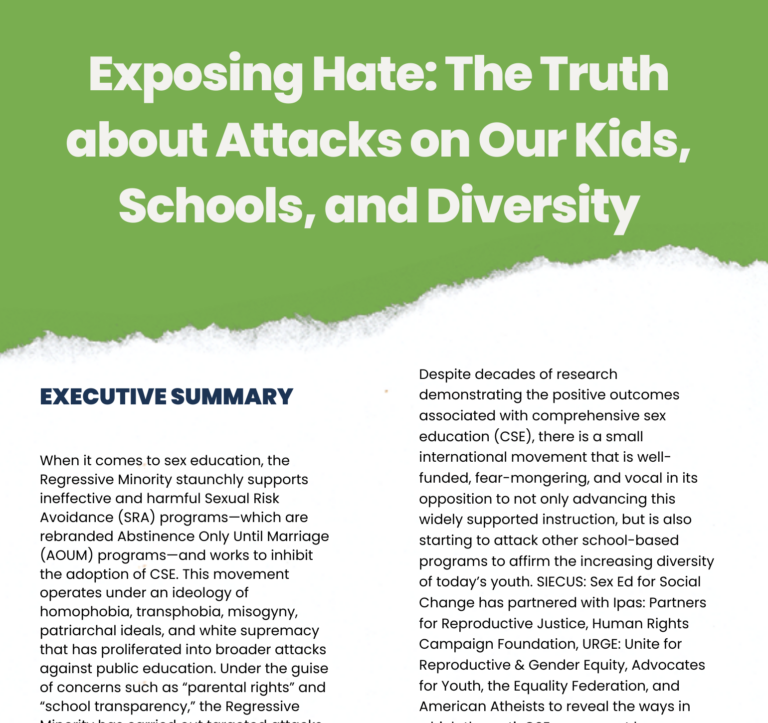 Exposing Hate: The Truth
about Attacks on Our Kids,
Schools, and Diversity
EXECUTIVE SUMMARY
When it comes to sex education, the
Regressive Minority staunchly supports
ineffective and harmful Sexual Risk
Avoidance (SRA) programs—which are
rebranded Abstinence Only Until Marriage
(AOUM) programs—and works to inhibit
the adoption of CSE. This movement
operates under an ideology of
homophobia, transphobia, misogyny,
patriarchal ideals, and white supremacy
that has proliferated into broader attacks
against public education. Under the guise
of concerns such as “parental rights” and
“school transparency,” the Regressive
Minority has carried out targeted attacks
Despite decades of research
demonstrating the positive outcomes
associated with comprehensive sex
education (CSE), there is a small
international movement that is well-
funded, fear-mongering, and vocal in its
opposition to not only advancing this
widely supported instruction, but is also
starting to attack other school-based
programs to affirm the increasing diversity
of today’s youth. SIECUS: Sex Ed for Social
Change has partnered with Ipas: Partners
for Reproductive Justice, Human Rights
Campaign Foundation, URGE: Unite for
Reproductive & Gender Equity, Advocates
for Youth, the Equality Federation, and
American Atheists to reveal the ways in